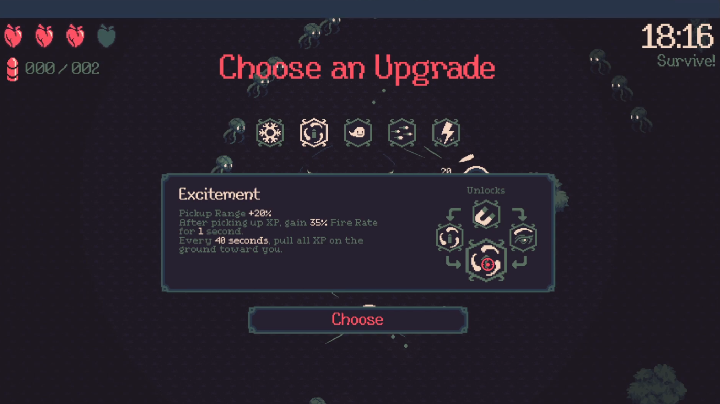 18:16
000/002
Survive!
Choose an Upgrade
20
Excitement
Unlocks
Pickup Range +20%
After picking up XP, gain 35% Fire Rate
for 1 second.
Every 40 seconds, pull all XP on the
ground toward you.
Choose